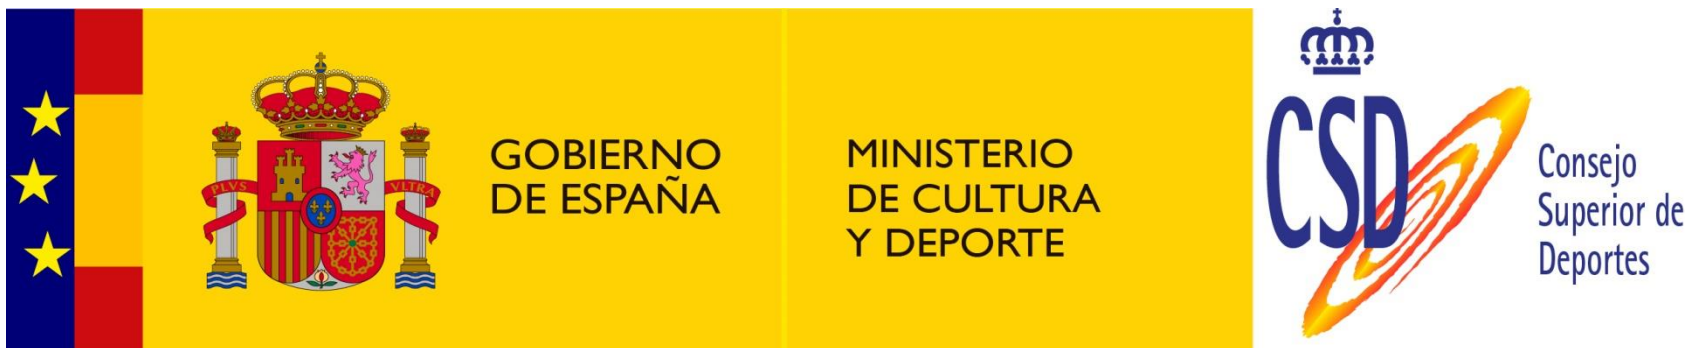 PLVS
VLTRA
GOBIERNO
DE ESPAÑA
MINISTERIO
DE CULTURA
Y DEPORTE
CSD
Consejo
Superior de
Deportes